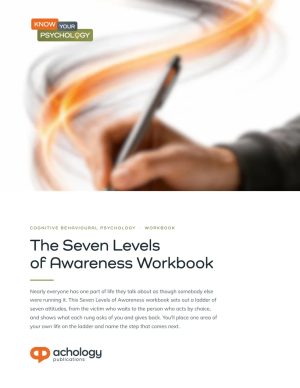 KNOW YOUR
PSYCHOLOGY
COGNITIVE BEHAVIOURAL PSYCHOLOGY · WORKBOOK
The Seven Levels
of Awareness Workbook
Nearly everyone has one part of life they talk about as though somebody else
were running it. This Seven Levels of Awareness workbook sets out a ladder of
seven attitudes, from the victim who waits to the person who acts by choice,
and shows what each rung asks of you and gives back. You'll place one area of
your own life on the ladder and name the step that comes next.
achology
publications